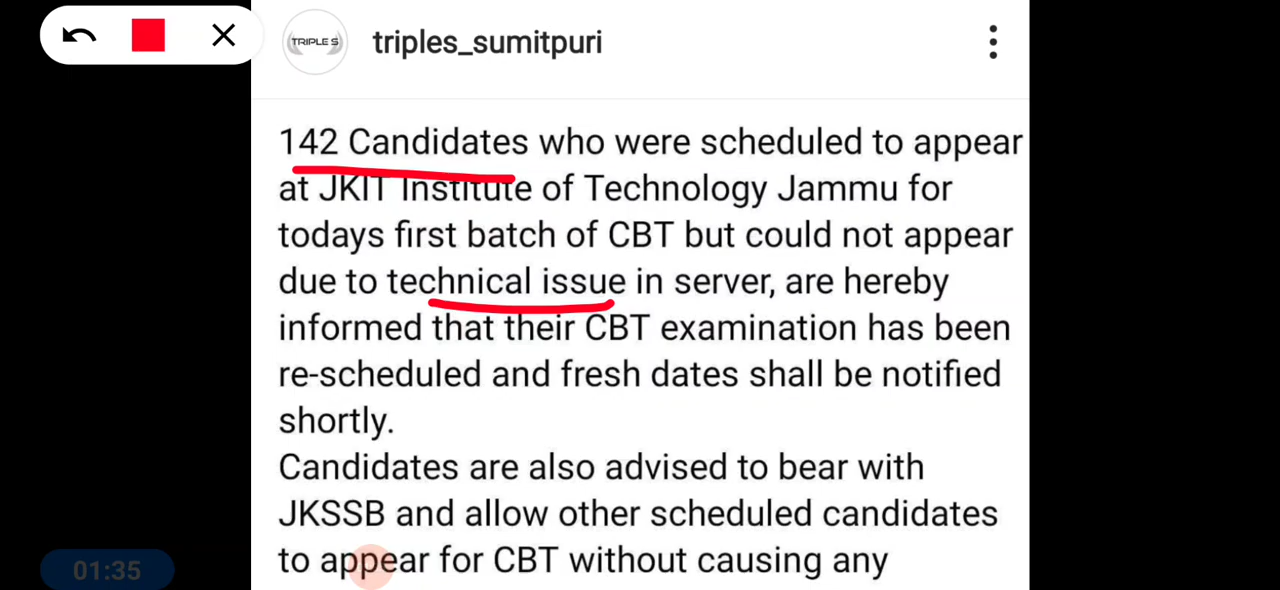 TRIPLE S
triples_sumitpuri
142 Candidates who were scheduled to appear
at JKIT Institute of Technology Jammu for
todays first batch of CBT but could not appear
due to technical issue in server, are hereby
informed that their CBT examination has been
re-scheduled and fresh dates shall be notified
shortly.
Candidates are also advised to bear with
JKSSB and allow other scheduled candidates
to appear for CBT without causing any
01:35